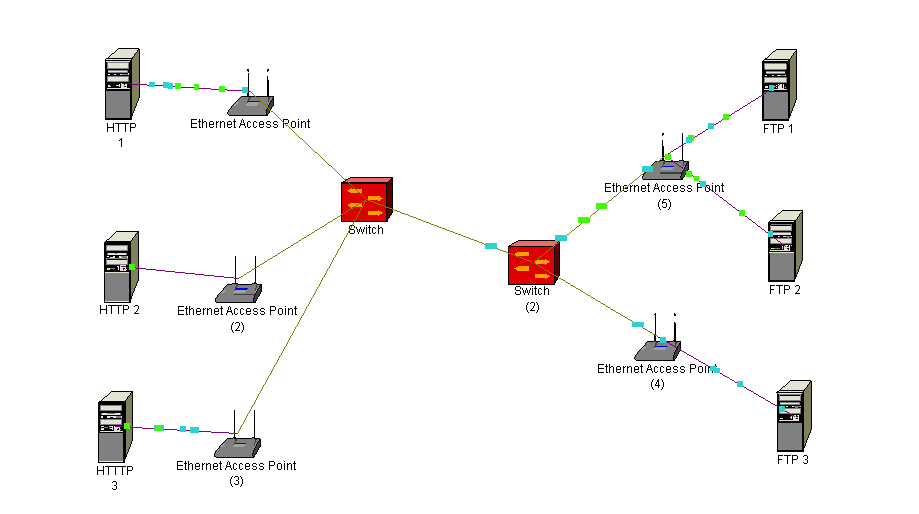 HTTP
1
Ethernet Access Point
FTP 1
Ethernet Access Point
(5)
Switch
HTTP 2
Ethernet Access Point
(2)
Switch
(2)
FTP 2
Ethernet Access Point
(4)
HTTTP
3
Ethernet Access Point
(3)
FTP 3